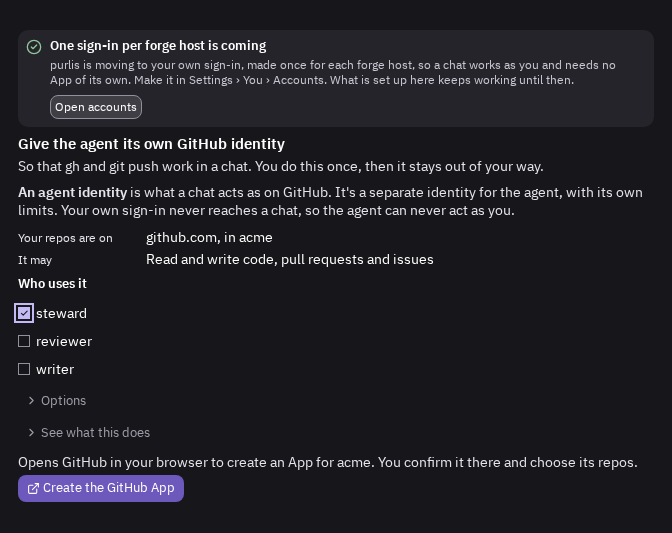 One sign-in per forge host is coming
purlis is moving to your own sign-in, made once for each forge host, so a chat works as you and needs no
App of its own. Make it in Settings › You › Accounts. What is set up here keeps working until then.
Open accounts
Give the agent its own GitHub identity
So that gh and git push work in a chat. You do this once, then it stays out of your way.
An agent identity is what a chat acts as on GitHub. It's a separate identity for the agent, with its own
limits. Your own sign-in never reaches a chat, so the agent can never act as you.
Your repos are on github.com, in acme
It may Read and write code, pull requests and issues
Who uses it
steward
reviewer
writer
Options
See what this does
Opens GitHub in your browser to create an App for acme. You confirm it there and choose its repos.
Create the GitHub App